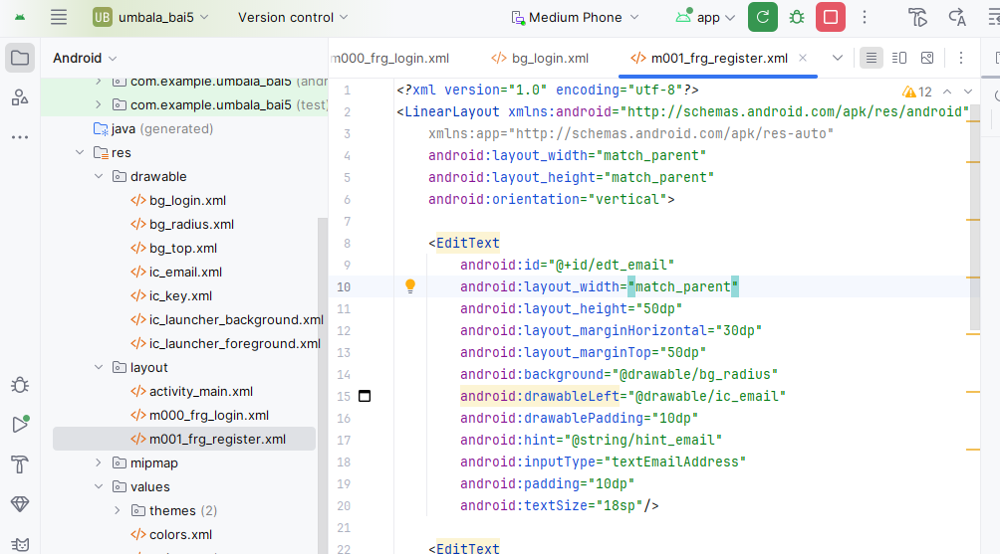 UB umbala_bai5 Version control Medium Phone app
Android
m000_frg_login.xml bg_login.xml m001_frg_register.xml
com.example.umbala_bai5
com.example.umbala_bai5 (test)
java (generated)
res
drawable
bg_login.xml
bg_radius.xml
bg_top.xml
ic_email.xml
ic_key.xml
ic_launcher_background.xml
ic_launcher_foreground.xml
layout
activity_main.xml
m000_frg_login.xml
m001_frg_register.xml
mipmap
values
themes (2)
colors.xml
12
1 <?xml version="1.0" encoding="utf-8"?>
2 <LinearLayout xmlns:android="http://schemas.android.com/apk/res/android"
3 xmlns:app="http://schemas.android.com/apk/res-auto"
4 android:layout_width="match_parent"
5 android:layout_height="match_parent"
6 android:orientation="vertical">
7
8 <EditText
9 android:id="@+id/edt_email"
10 android:layout_width="match_parent"
11 android:layout_height="50dp"
12 android:layout_marginHorizontal="30dp"
13 android:layout_marginTop="50dp"
14 android:background="@drawable/bg_radius"
15 android:drawableLeft="@drawable/ic_email"
16 android:drawablePadding="10dp"
17 android:hint="@string/hint_email"
18 android:inputType="textEmailAddress"
19 android:padding="10dp"
20 android:textSize="18sp"/>
21
22 <EditText